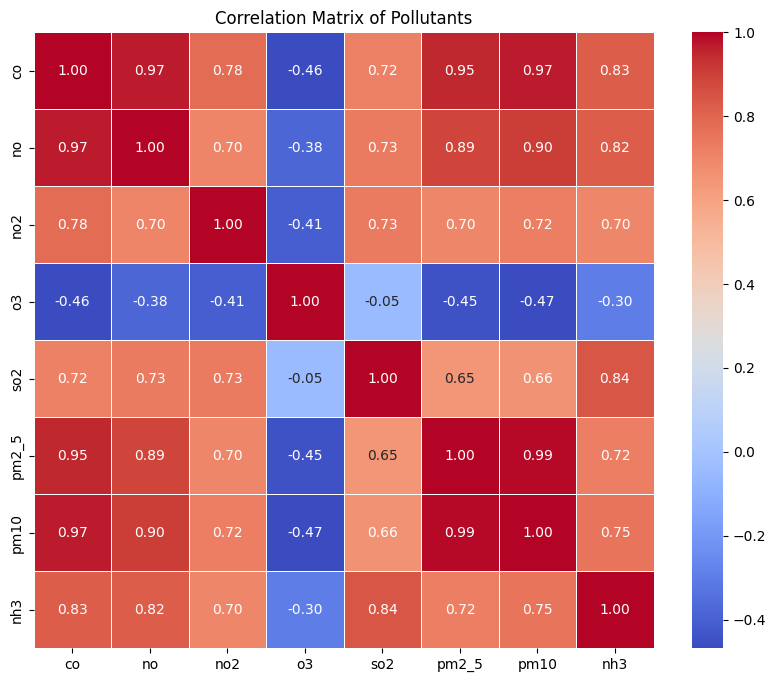 Correlation Matrix of Pollutants
co 1.00 0.97 0.78 -0.46 0.72 0.95 0.97 0.83
no 0.97 1.00 0.70 -0.38 0.73 0.89 0.90 0.82
no2 0.78 0.70 1.00 -0.41 0.73 0.70 0.72 0.70
o3 -0.46 -0.38 -0.41 1.00 -0.05 -0.45 -0.47 -0.30
so2 0.72 0.73 0.73 -0.05 1.00 0.65 0.66 0.84
pm2_5 0.95 0.89 0.70 -0.45 0.65 1.00 0.99 0.72
pm10 0.97 0.90 0.72 -0.47 0.66 0.99 1.00 0.75
nh3 0.83 0.82 0.70 -0.30 0.84 0.72 0.75 1.00
co no no2 o3 so2 pm2_5 pm10 nh3
1.0
0.8
0.6
0.4
0.2
0.0
−0.2
−0.4